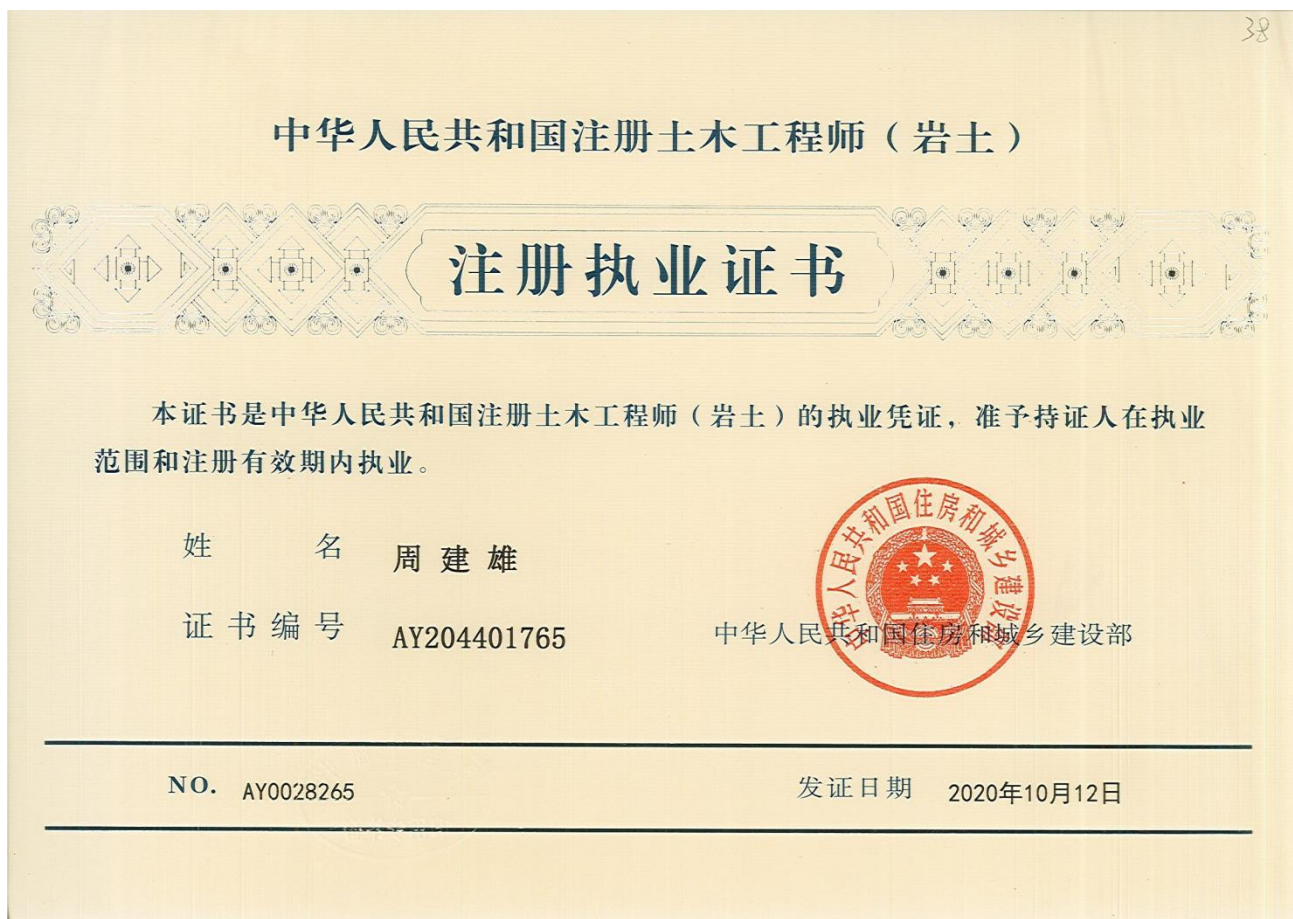 38
中华人民共和国注册土木工程师（岩土）
注册执业证书
本证书是中华人民共和国注册土木工程师（岩土）的执业凭证，准予持证人在执业
范围和注册有效期内执业。
姓 名 周建雄
证书编号 AY204401765
中华人民共和国住房和城乡建设部
中华人民共和国住房和城乡建设部
NO. AY0028265
发证日期 2020年10月12日